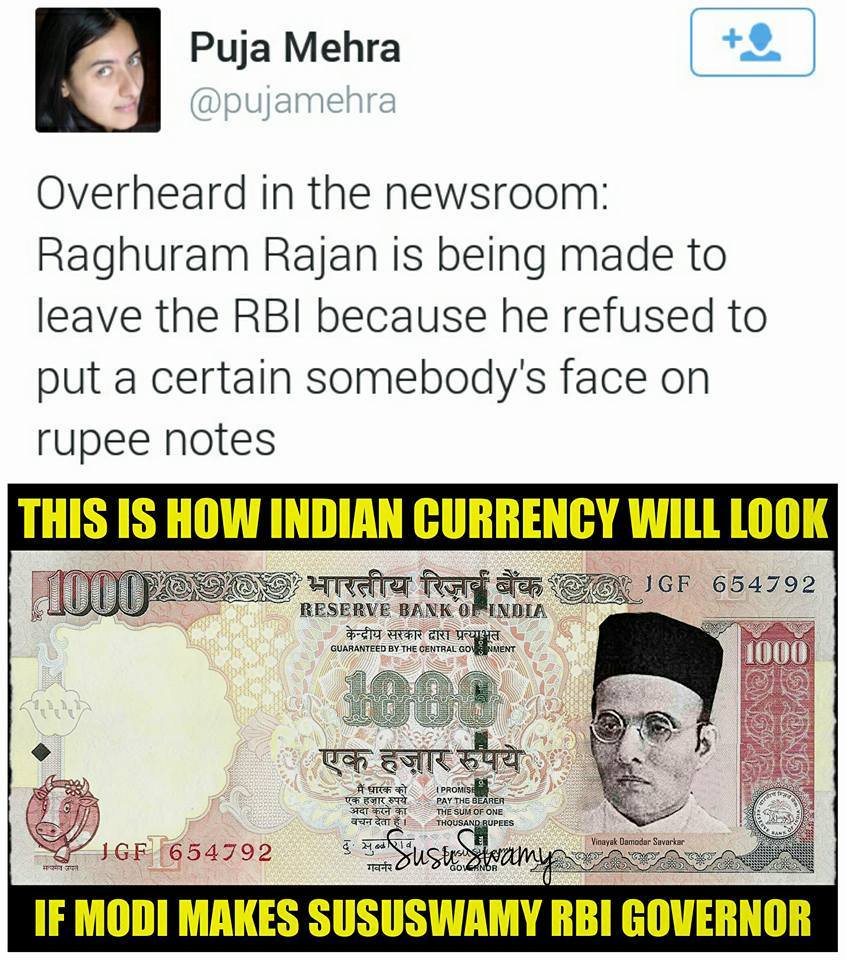 Puja Mehra
@pujamehra
Overheard in the newsroom:
Raghuram Rajan is being made to
leave the RBI because he refused to
put a certain somebody's face on
rupee notes
THIS IS HOW INDIAN CURRENCY WILL LOOK
1000
भारतीय रिज़र्व बैंक
1GF 654792
RESERVE BANK OF INDIA
केन्द्रीय सरकार द्वारा प्रत्याभूत
GUARANTEED BY THE CENTRAL GOVERNMENT
1000
1000
एक हज़ार रुपये
मैं धारक को
एक हज़ार रुपये
अदा करने का
वचन देता हूँ।
I PROMISE
PAY THE BEARER
THE SUM OF ONE
THOUSAND RUPEES
Vinayak Damodar Savarkar
1GF 654792
Susu Swamy
गवर्नर
GOVERNOR
IF MODI MAKES SUSUSWAMY RBI GOVERNOR